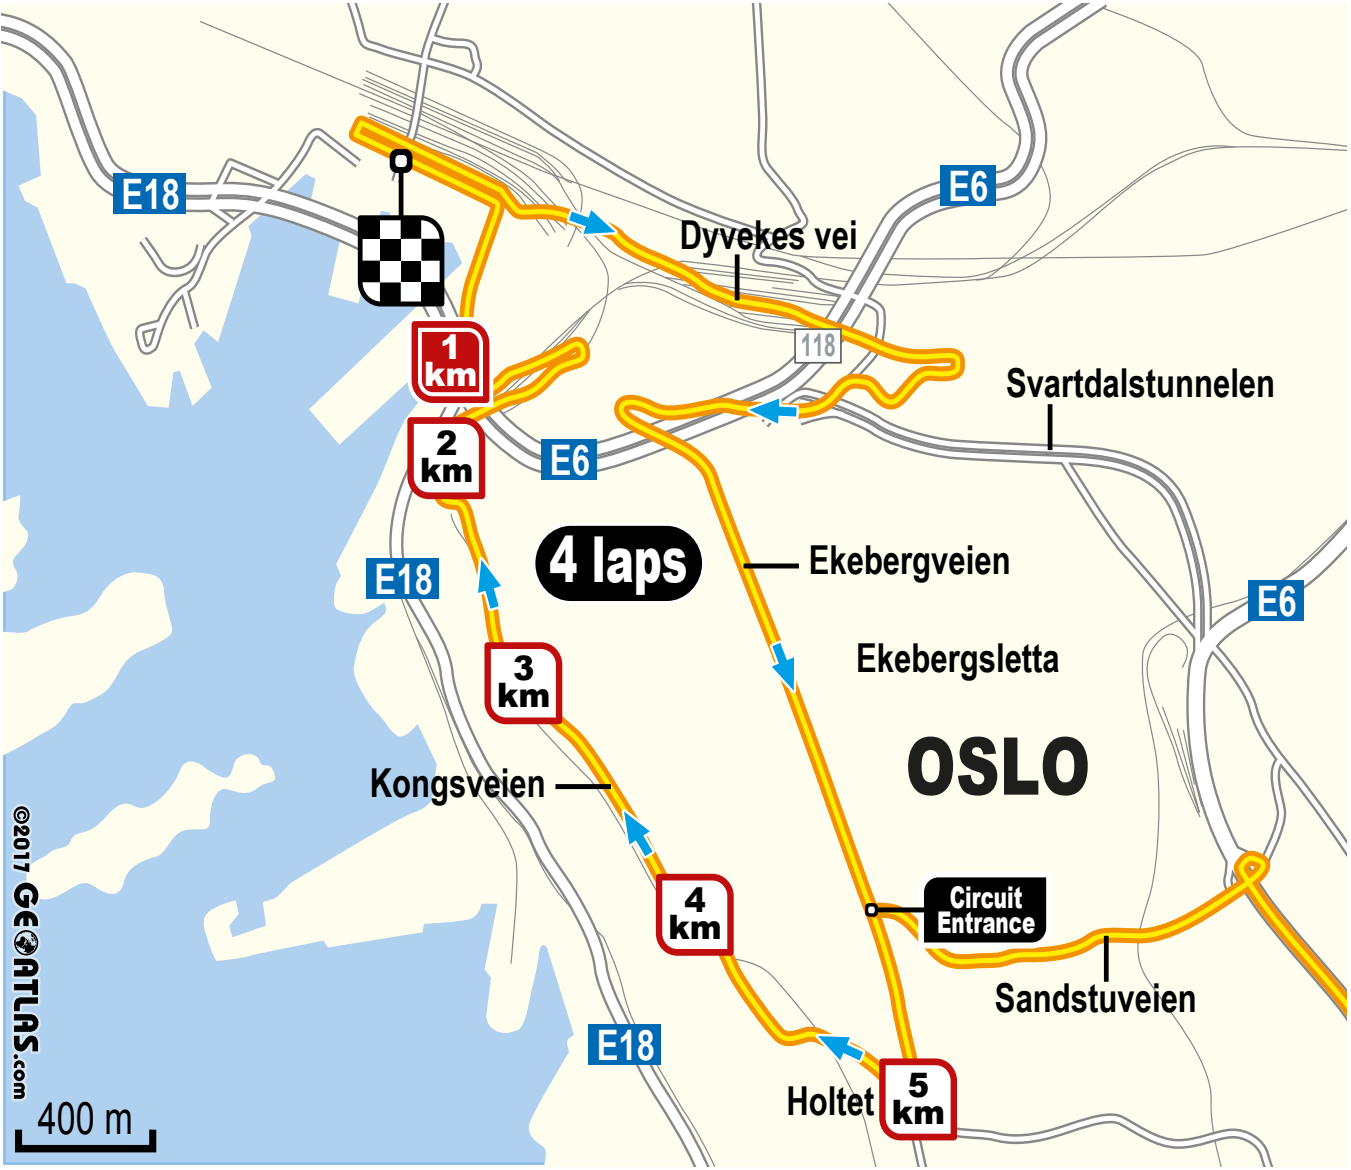 E18
E6
Dyvekes vei
118
1
km
Svartdalstunnelen
2
km
E6
4 laps
Ekebergveien
E18
E6
3
km
Ekebergsletta
OSLO
Kongsveien
4
km
Circuit
Entrance
Sandstuveien
E18
5
km
Holtet
©2017 GEOATLAS.com
400 m